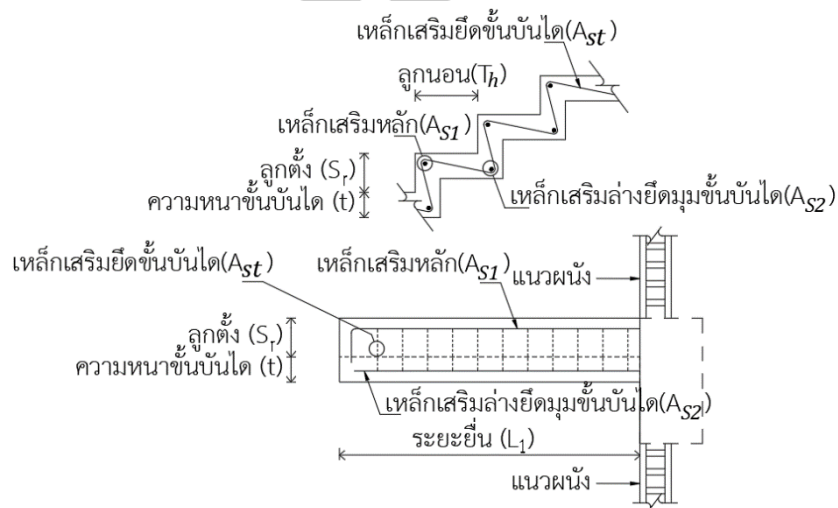 เหล็กเสริมยึดขั้นบันได(Ast)
ลูกนอน(Th)
เหล็กเสริมหลัก(AS1)
ลูกตั้ง (Sr)
ความหนาขั้นบันได (t)
เหล็กเสริมล่างยึดมุมขั้นบันได(AS2)
เหล็กเสริมยึดขั้นบันได(Ast)
เหล็กเสริมหลัก(AS1)
แนวผนัง
ลูกตั้ง (Sr)
ความหนาขั้นบันได (t)
เหล็กเสริมล่างยึดมุมขั้นบันได(AS2)
ระยะยื่น (L1)
แนวผนัง